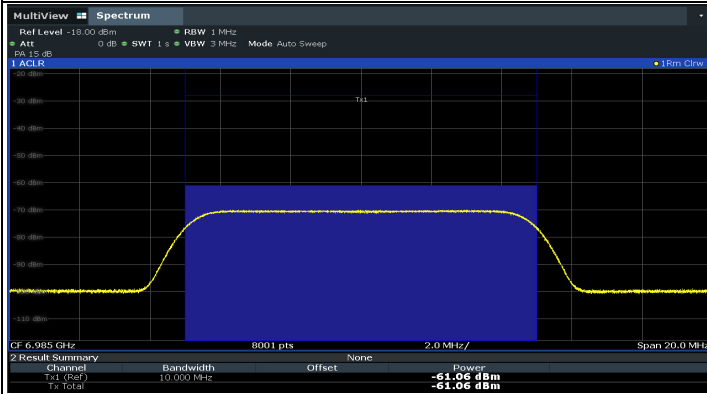 MultiView Spectrum
Ref Level -18.00 dBm RBW 1 MHz
Att 0 dB SWT 1 s VBW 3 MHz Mode Auto Sweep
PA 15 dB
1 ACLR 1Rm Clrw
-20 dBm
Tx1
-30 dBm
-40 dBm
-50 dBm
-60 dBm
-70 dBm
-80 dBm
-90 dBm
-110 dBm
CF 6.985 GHz 8001 pts 2.0 MHz/ Span 20.0 MHz
2 Result Summary None
Channel Bandwidth Offset Power
Tx1 (Ref) 10.000 MHz -61.06 dBm
Tx Total -61.06 dBm